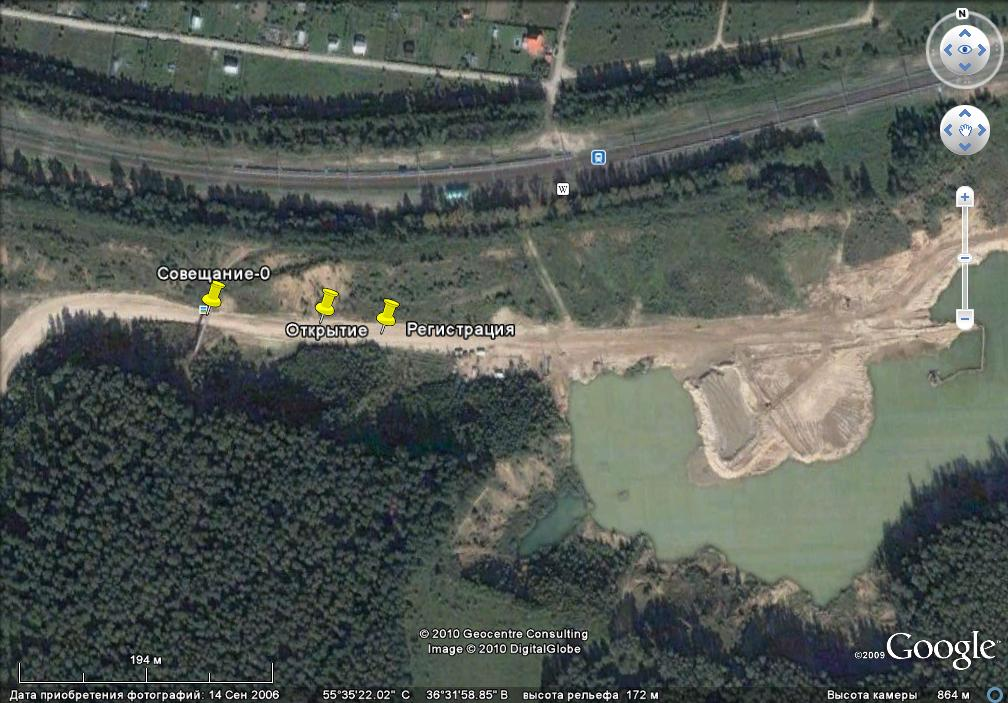 N
W
Совещание-0
Открытие
Регистрация
© 2010 Geocentre Consulting
Image © 2010 DigitalGlobe
©2009 Google™
194 м
Дата приобретения фотографий: 14 Сен 2006 55°35'22.02" С 36°31'58.85" В высота рельефа 172 м Высота камеры 864 м